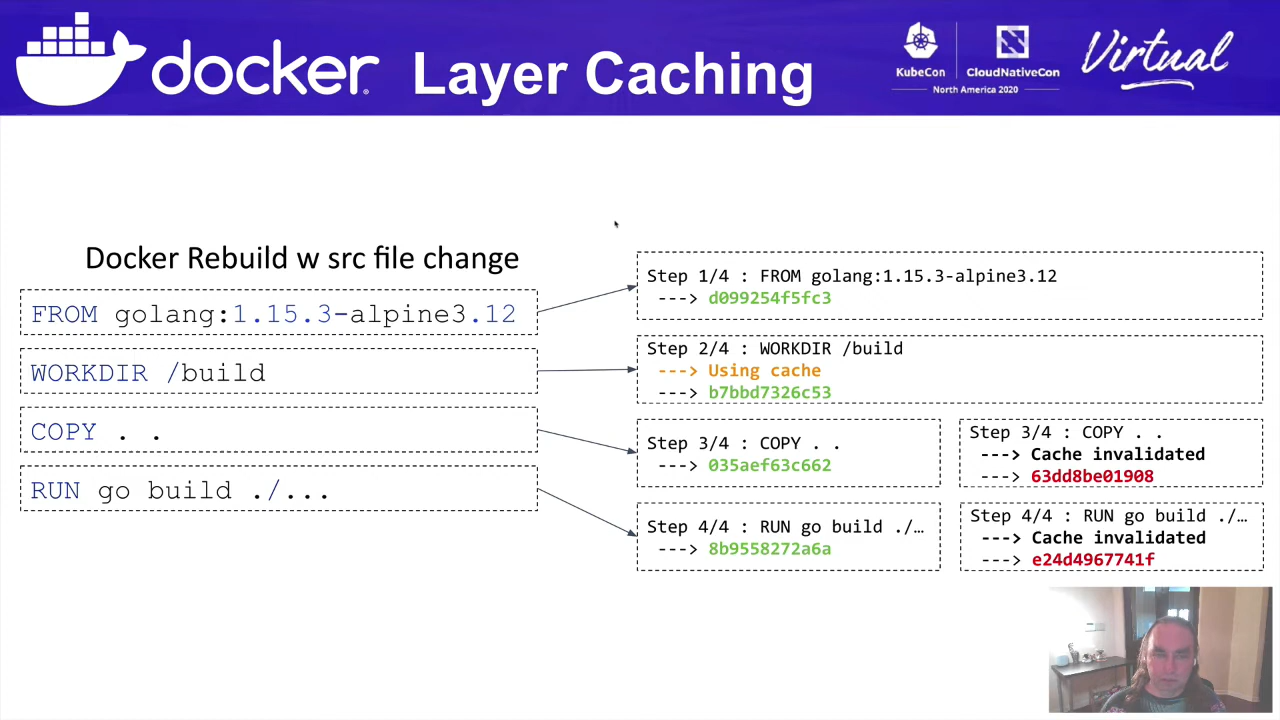 docker Layer Caching
KubeCon
CloudNativeCon
North America 2020
Virtual
Docker Rebuild w src file change
FROM golang:1.15.3-alpine3.12
WORKDIR /build
COPY . .
RUN go build ./...
Step 1/4 : FROM golang:1.15.3-alpine3.12
---> d099254f5fc3
Step 2/4 : WORKDIR /build
---> Using cache
---> b7bbd7326c53
Step 3/4 : COPY . .
---> 035aef63c662
Step 3/4 : COPY . .
---> Cache invalidated
---> 63dd8be01908
Step 4/4 : RUN go build ./…
---> 8b9558272a6a
Step 4/4 : RUN go build ./…
---> Cache invalidated
---> e24d4967741f